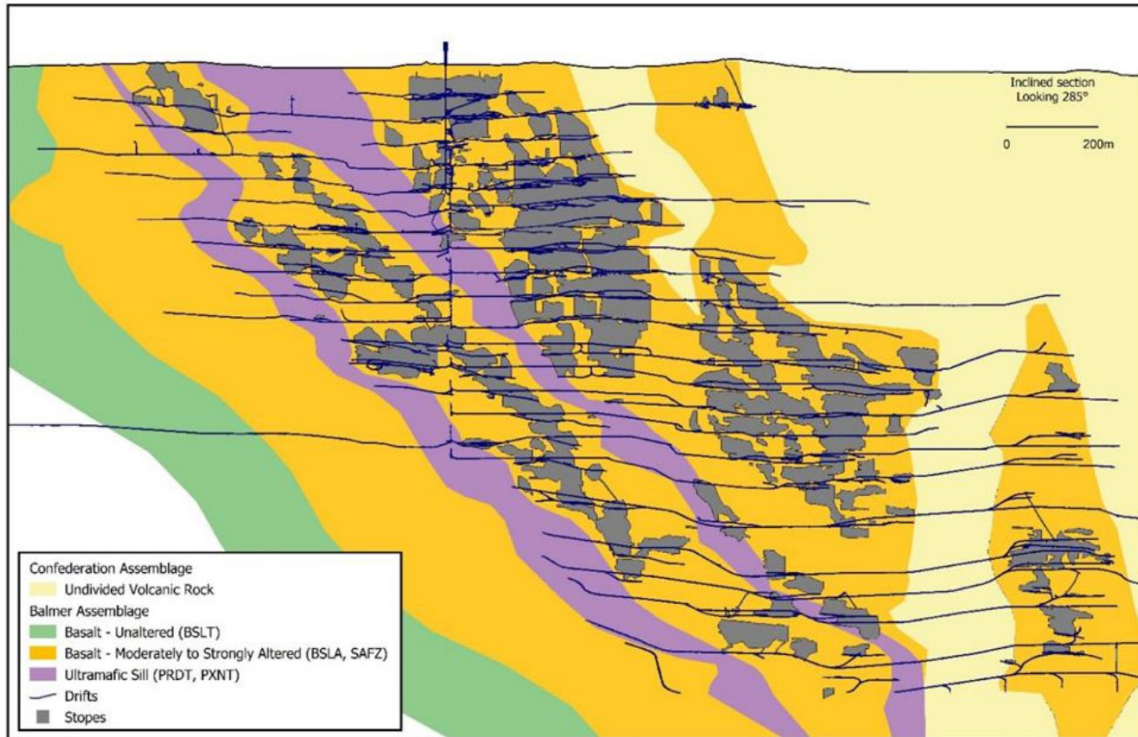 Inclined section
Looking 285°
0 200m
Confederation Assemblage
Undivided Volcanic Rock
Balmer Assemblage
Basalt - Unaltered (BSLT)
Basalt - Moderately to Strongly Altered (BSLA, SAFZ)
Ultramafic Sill (PRDT, PXNT)
Drifts
Stopes